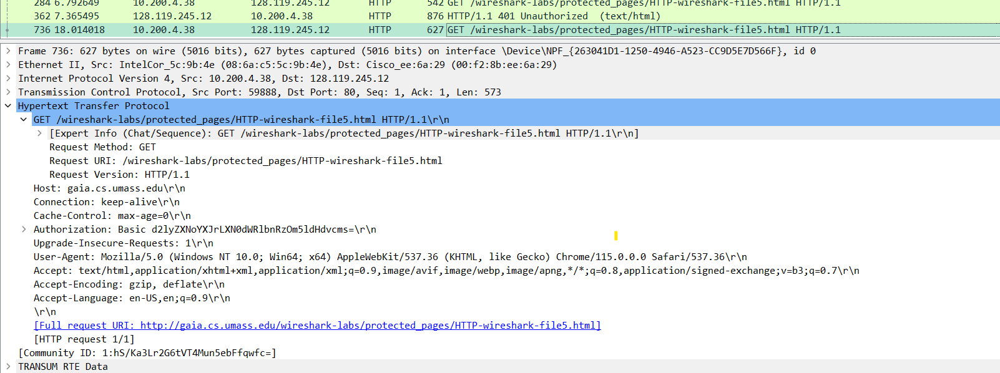 284 6.792649 10.200.4.38 128.119.245.12 HTTP 542 GET /wireshark-labs/protected_pages/HTTP-wireshark-file5.html HTTP/1.1
362 7.365495 128.119.245.12 10.200.4.38 HTTP 876 HTTP/1.1 401 Unauthorized (text/html)
736 18.014018 10.200.4.38 128.119.245.12 HTTP 627 GET /wireshark-labs/protected_pages/HTTP-wireshark-file5.html HTTP/1.1
Frame 736: 627 bytes on wire (5016 bits), 627 bytes captured (5016 bits) on interface \Device\NPF_{263041D1-1250-4946-A523-CC9D5E7D566F}, id 0
Ethernet II, Src: IntelCor_5c:9b:4e (08:6a:c5:5c:9b:4e), Dst: Cisco_ee:6a:29 (00:f2:8b:ee:6a:29)
Internet Protocol Version 4, Src: 10.200.4.38, Dst: 128.119.245.12
Transmission Control Protocol, Src Port: 59888, Dst Port: 80, Seq: 1, Ack: 1, Len: 573
Hypertext Transfer Protocol
GET /wireshark-labs/protected_pages/HTTP-wireshark-file5.html HTTP/1.1\r\n
[Expert Info (Chat/Sequence): GET /wireshark-labs/protected_pages/HTTP-wireshark-file5.html HTTP/1.1\r\n]
Request Method: GET
Request URI: /wireshark-labs/protected_pages/HTTP-wireshark-file5.html
Request Version: HTTP/1.1
Host: gaia.cs.umass.edu\r\n
Connection: keep-alive\r\n
Cache-Control: max-age=0\r\n
Authorization: Basic d2lyZXNoYXJrLXN0dWRlbnRzOm5ldHdvcms=\r\n
Upgrade-Insecure-Requests: 1\r\n
User-Agent: Mozilla/5.0 (Windows NT 10.0; Win64; x64) AppleWebKit/537.36 (KHTML, like Gecko) Chrome/115.0.0.0 Safari/537.36\r\n
Accept: text/html,application/xhtml+xml,application/xml;q=0.9,image/avif,image/webp,image/apng,*/*;q=0.8,application/signed-exchange;v=b3;q=0.7\r\n
Accept-Encoding: gzip, deflate\r\n
Accept-Language: en-US,en;q=0.9\r\n
\r\n
[Full request URI: http://gaia.cs.umass.edu/wireshark-labs/protected_pages/HTTP-wireshark-file5.html]
[HTTP request 1/1]
[Community ID: 1:hS/Ka3Lr2G6tVT4Mun5ebFfqwfc=]
TRANSUM RTE Data